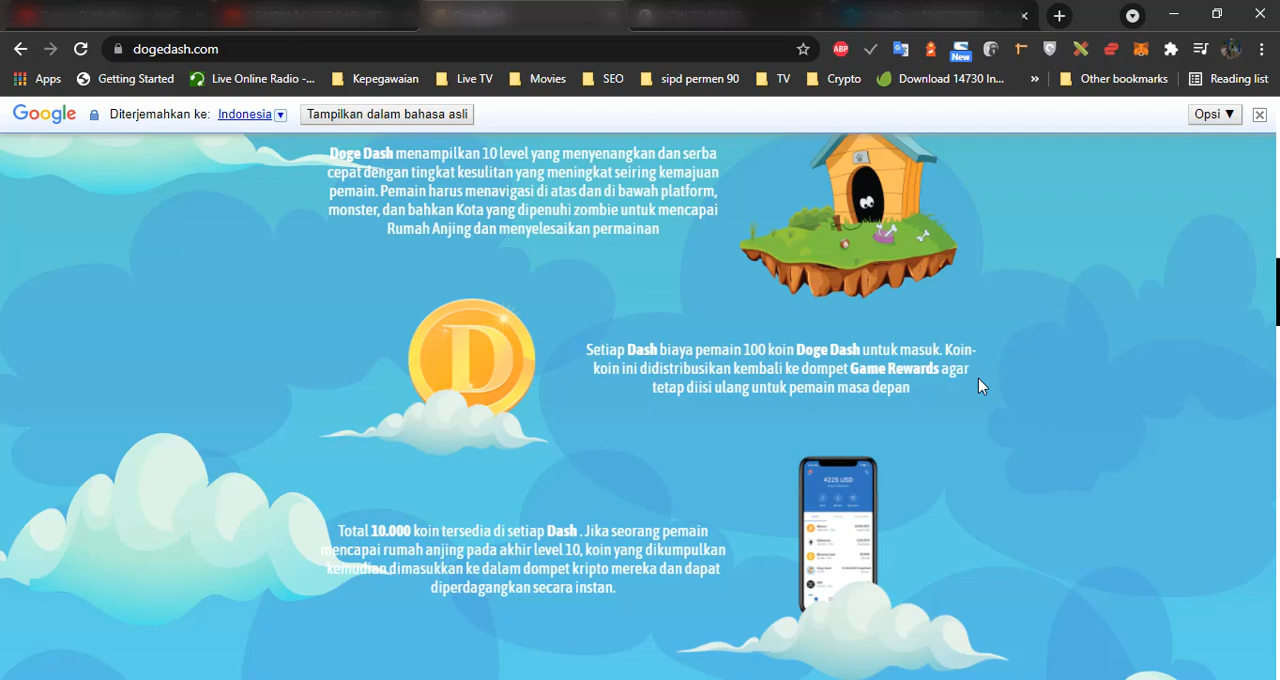 dogedash.com
ABP
New
Apps
Getting Started
Live Online Radio -...
Kepegawaian
Live TV
Movies
SEO
sipd permen 90
TV
Crypto
Download 14730 In...
»
Other bookmarks
Reading list
Google
Diterjemahkan ke: Indonesia
Tampilkan dalam bahasa asli
Opsi ▼
Doge Dash menampilkan 10 level yang menyenangkan dan serba
cepat dengan tingkat kesulitan yang meningkat seiring kemajuan
pemain. Pemain harus menavigasi di atas dan di bawah platform,
monster, dan bahkan Kota yang dipenuhi zombie untuk mencapai
Rumah Anjing dan menyelesaikan permainan
D
Setiap Dash biaya pemain 100 koin Doge Dash untuk masuk. Koin-
koin ini didistribusikan kembali ke dompet Game Rewards agar
tetap diisi ulang untuk pemain masa depan
4225 USD
Total 10.000 koin tersedia di setiap Dash . Jika seorang pemain
mencapai rumah anjing pada akhir level 10, koin yang dikumpulkan
kemudian dimasukkan ke dalam dompet kripto mereka dan dapat
diperdagangkan secara instan.